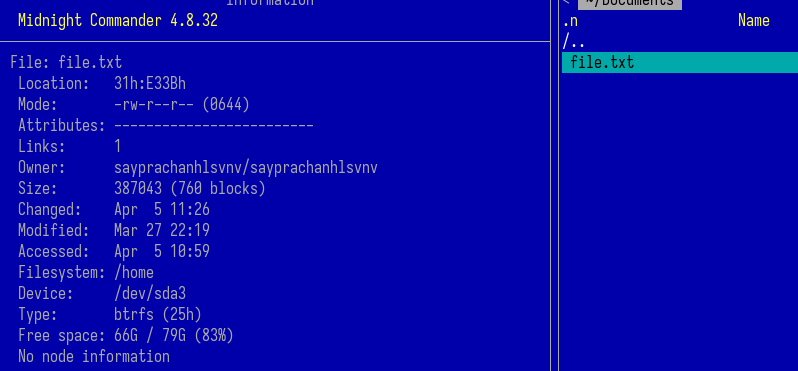 Information
Midnight Commander 4.8.32
File: file.txt
Location: 31h:E33Bh
Mode: -rw-r--r-- (0644)
Attributes: -------------------------
Links: 1
Owner: sayprachanhlsvnv/sayprachanhlsvnv
Size: 387043 (760 blocks)
Changed: Apr  5 11:26
Modified: Mar 27 22:19
Accessed: Apr  5 10:59
Filesystem: /home
Device: /dev/sda3
Type: btrfs (25h)
Free space: 66G / 79G (83%)
No node information
< ~/Documents
.n Name
/..
file.txt